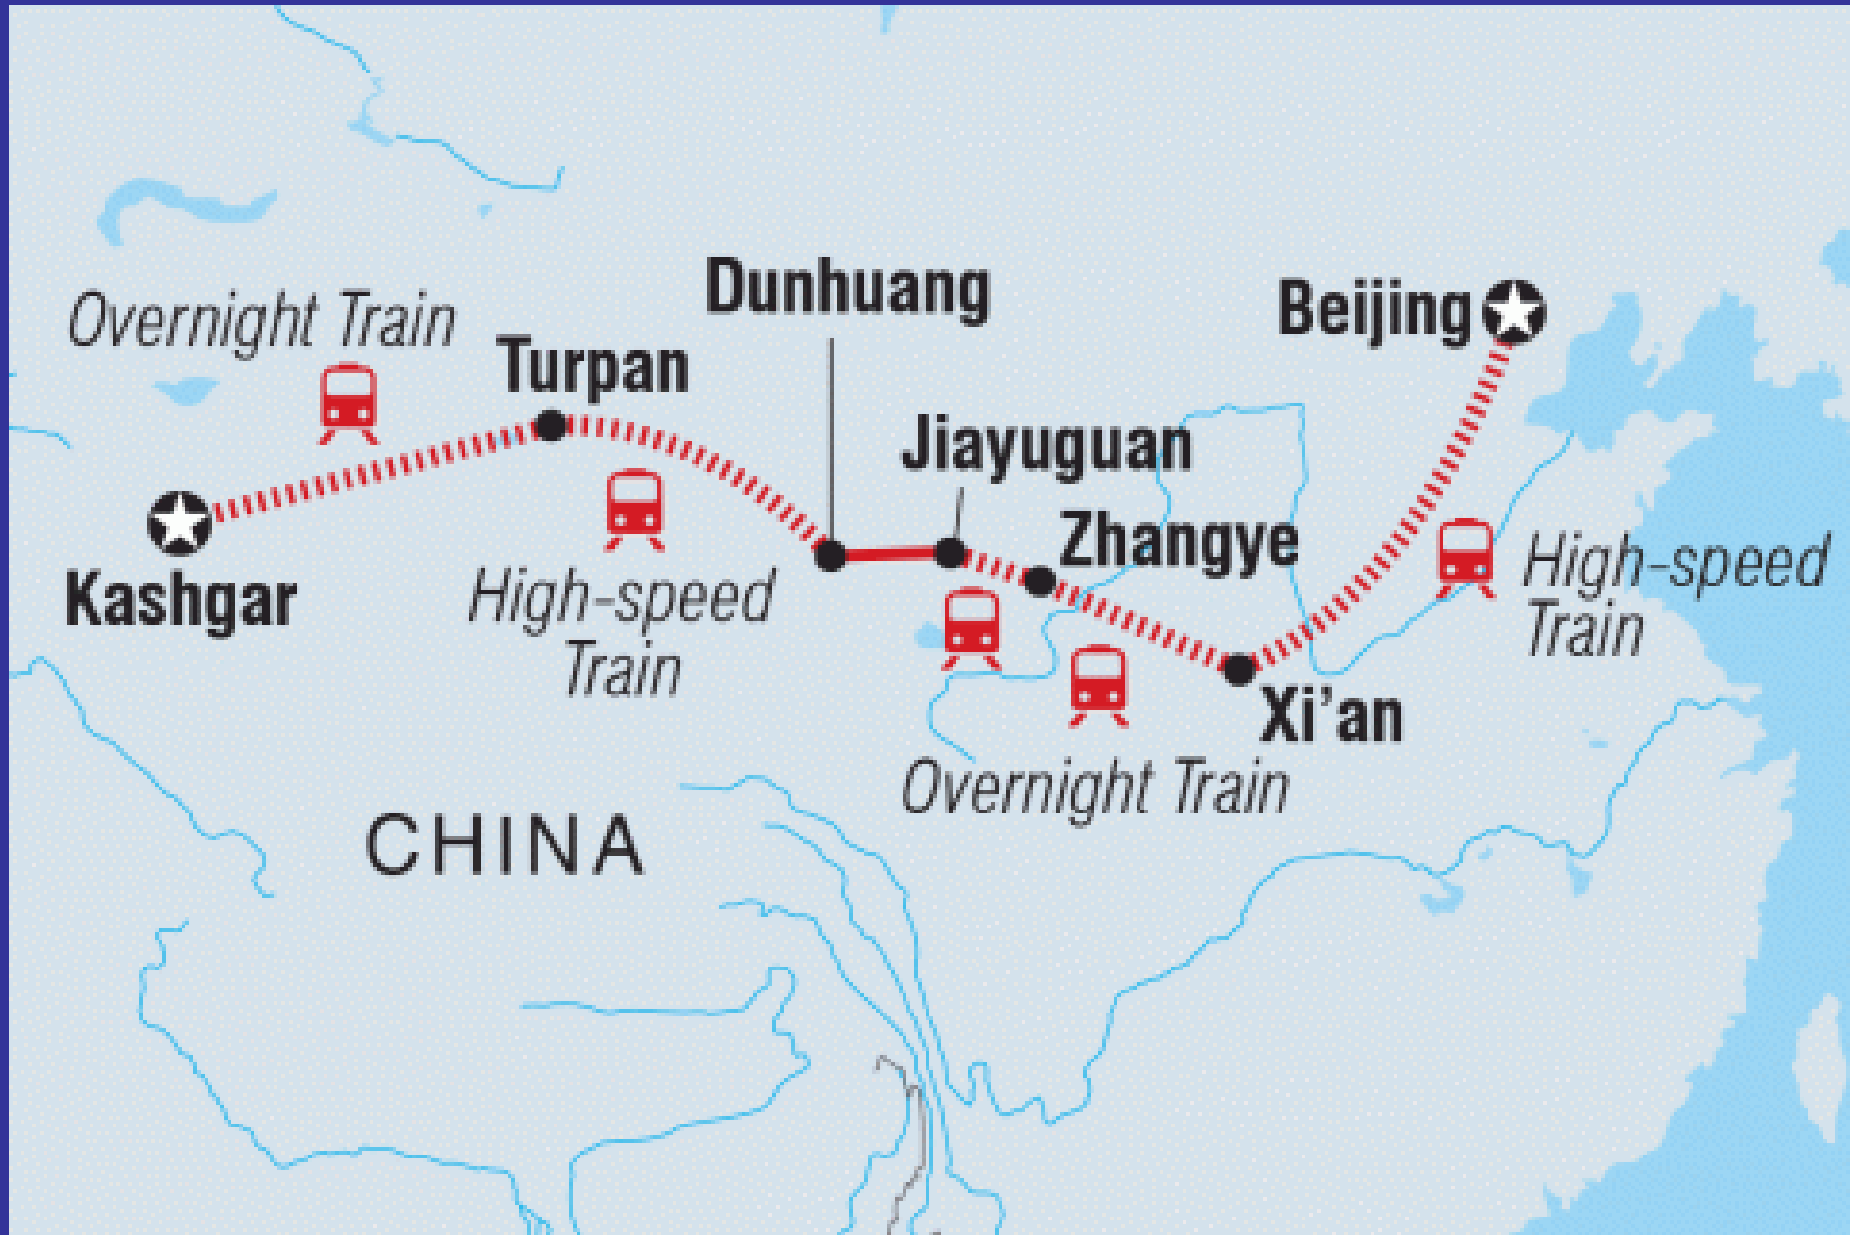 Dunhuang
Beijing
Overnight Train
Turpan
Jiayuguan
Zhangye
High-speed
Train
Kashgar
High-speed
Train
Xi’an
Overnight Train
CHINA